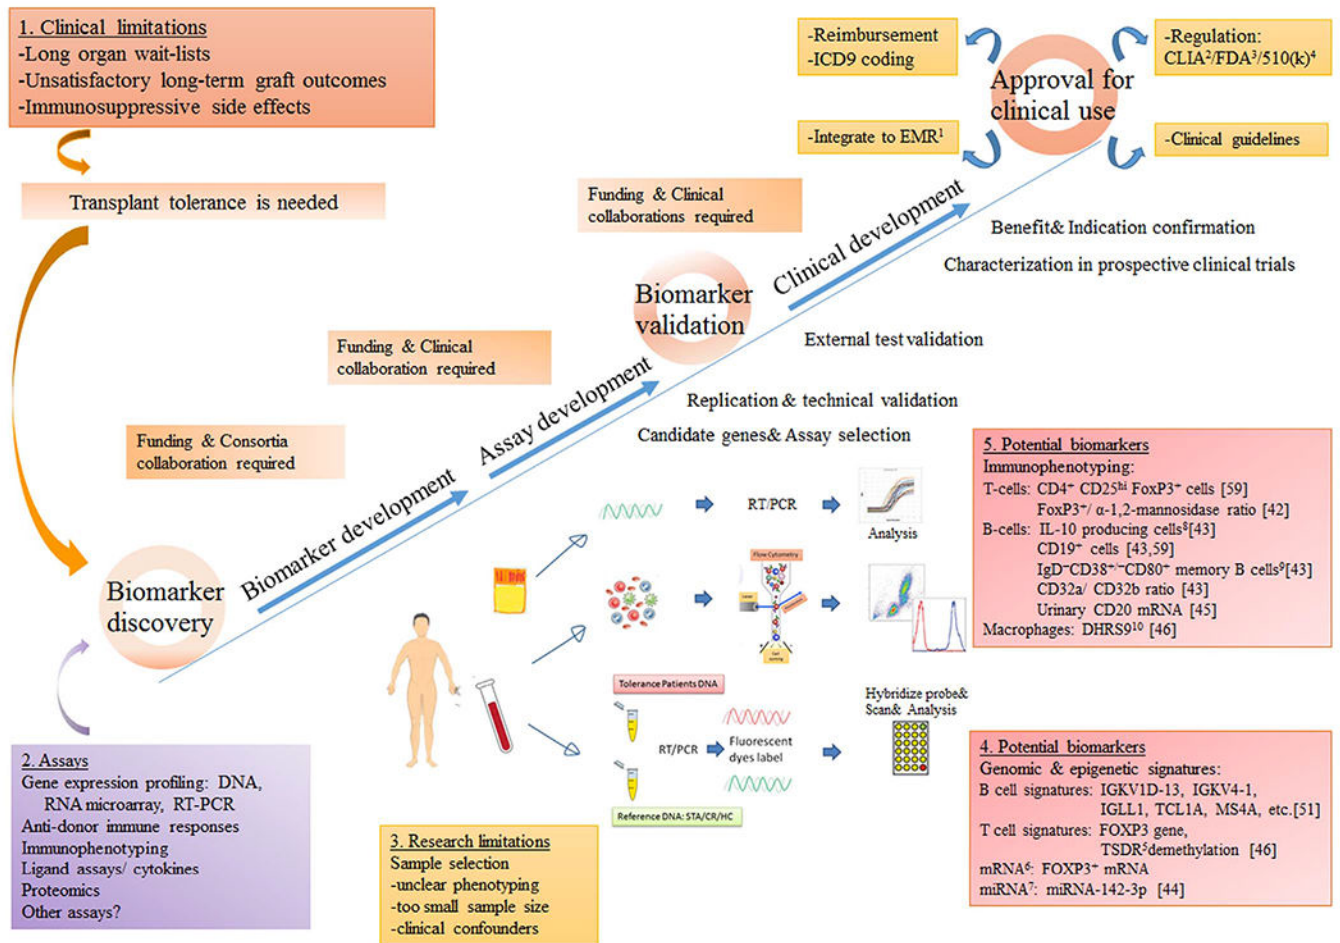 1. Clinical limitations
-Long organ wait-lists
-Unsatisfactory long-term graft outcomes
-Immunosuppressive side effects
Transplant tolerance is needed
-Reimbursement
-ICD9 coding
-Regulation:
CLIA²/FDA³/510(k)⁴
Approval for
clinical use
-Integrate to EMR¹
-Clinical guidelines
Funding & Clinical
collaborations required
Clinical development
Benefit& Indication confirmation
Characterization in prospective clinical trials
Biomarker
validation
External test validation
Funding & Clinical
collaboration required
Assay development
Replication & technical validation
Candidate genes& Assay selection
Funding & Consortia
collaboration required
Biomarker development
Biomarker
discovery
RT/PCR
Analysis
Flow Cytometry
Tolerance Patients DNA
RT/PCR
Fluorescent
dyes label
Hybridize probe&
Scan& Analysis
Reference DNA: STA/CR/HC
2. Assays
Gene expression profiling: DNA,
RNA microarray, RT-PCR
Anti-donor immune responses
Immunophenotyping
Ligand assays/ cytokines
Proteomics
Other assays?
3. Research limitations
Sample selection
-unclear phenotyping
-too small sample size
-clinical confounders
5. Potential biomarkers
Immunophenotyping:
T-cells: CD4⁺ CD25ʰⁱ FoxP3⁺ cells [59]
FoxP3⁺/ α-1,2-mannosidase ratio [42]
B-cells: IL-10 producing cells⁸[43]
CD19⁺ cells [43,59]
IgD⁻CD38⁺/⁻CD80⁺ memory B cells⁹[43]
CD32a/ CD32b ratio [43]
Urinary CD20 mRNA [45]
Macrophages: DHRS9¹⁰ [46]
4. Potential biomarkers
Genomic & epigenetic signatures:
B cell signatures: IGKV1D-13, IGKV4-1,
IGLL1, TCL1A, MS4A, etc.[51]
T cell signatures: FOXP3 gene,
TSDR⁵demethylation [46]
mRNA⁶: FOXP3⁺ mRNA
miRNA⁷: miRNA-142-3p [44]